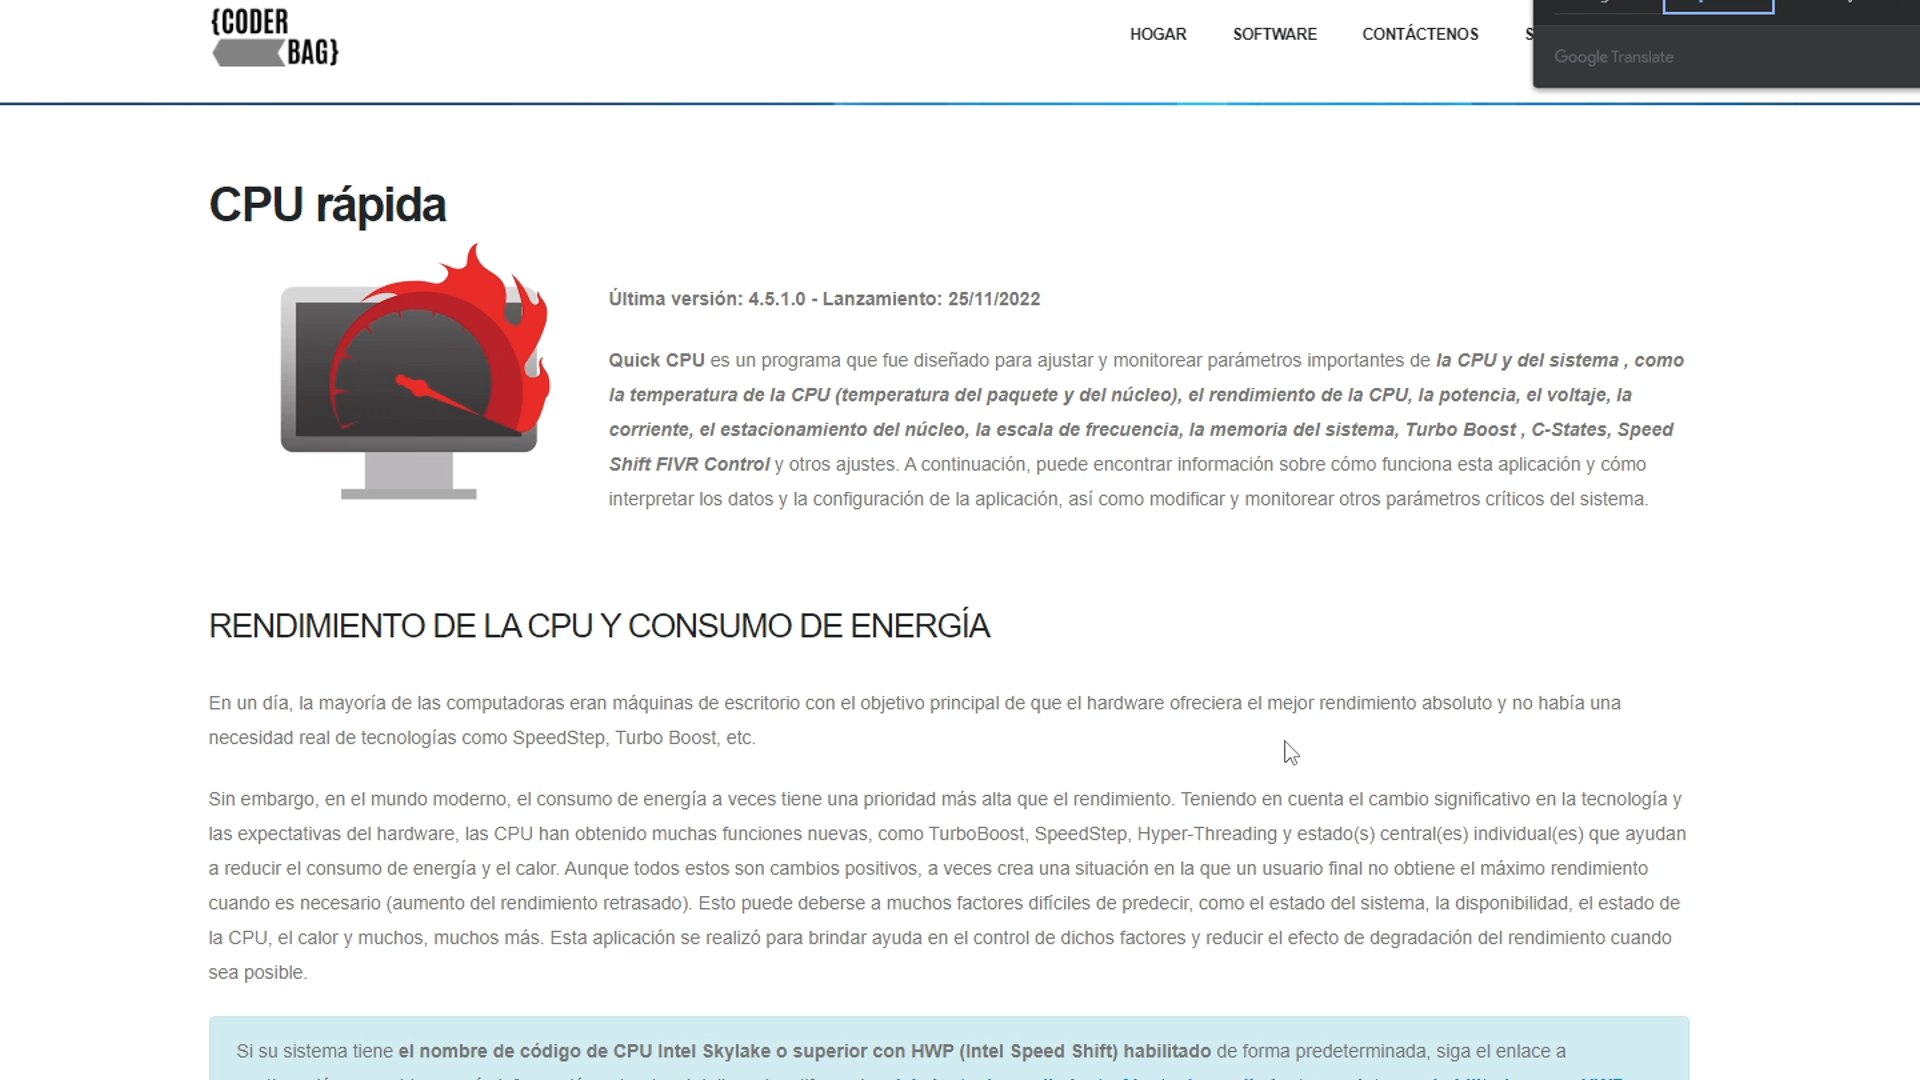 {CODER
BAG}
HOGAR SOFTWARE CONTÁCTENOS
Google Translate
CPU rápida
Última versión: 4.5.1.0 - Lanzamiento: 25/11/2022
Quick CPU es un programa que fue diseñado para ajustar y monitorear parámetros importantes de la CPU y del sistema , como
la temperatura de la CPU (temperatura del paquete y del núcleo), el rendimiento de la CPU, la potencia, el voltaje, la
corriente, el estacionamiento del núcleo, la escala de frecuencia, la memoria del sistema, Turbo Boost , C-States, Speed
Shift FIVR Control y otros ajustes. A continuación, puede encontrar información sobre cómo funciona esta aplicación y cómo
interpretar los datos y la configuración de la aplicación, así como modificar y monitorear otros parámetros críticos del sistema.
RENDIMIENTO DE LA CPU Y CONSUMO DE ENERGÍA
En un día, la mayoría de las computadoras eran máquinas de escritorio con el objetivo principal de que el hardware ofreciera el mejor rendimiento absoluto y no había una
necesidad real de tecnologías como SpeedStep, Turbo Boost, etc.
Sin embargo, en el mundo moderno, el consumo de energía a veces tiene una prioridad más alta que el rendimiento. Teniendo en cuenta el cambio significativo en la tecnología y
las expectativas del hardware, las CPU han obtenido muchas funciones nuevas, como TurboBoost, SpeedStep, Hyper-Threading y estado(s) central(es) individual(es) que ayudan
a reducir el consumo de energía y el calor. Aunque todos estos son cambios positivos, a veces crea una situación en la que un usuario final no obtiene el máximo rendimiento
cuando es necesario (aumento del rendimiento retrasado). Esto puede deberse a muchos factores difíciles de predecir, como el estado del sistema, la disponibilidad, el estado de
la CPU, el calor y muchos, muchos más. Esta aplicación se realizó para brindar ayuda en el control de dichos factores y reducir el efecto de degradación del rendimiento cuando
sea posible.
Si su sistema tiene el nombre de código de CPU Intel Skylake o superior con HWP (Intel Speed Shift) habilitado de forma predeterminada, siga el enlace a